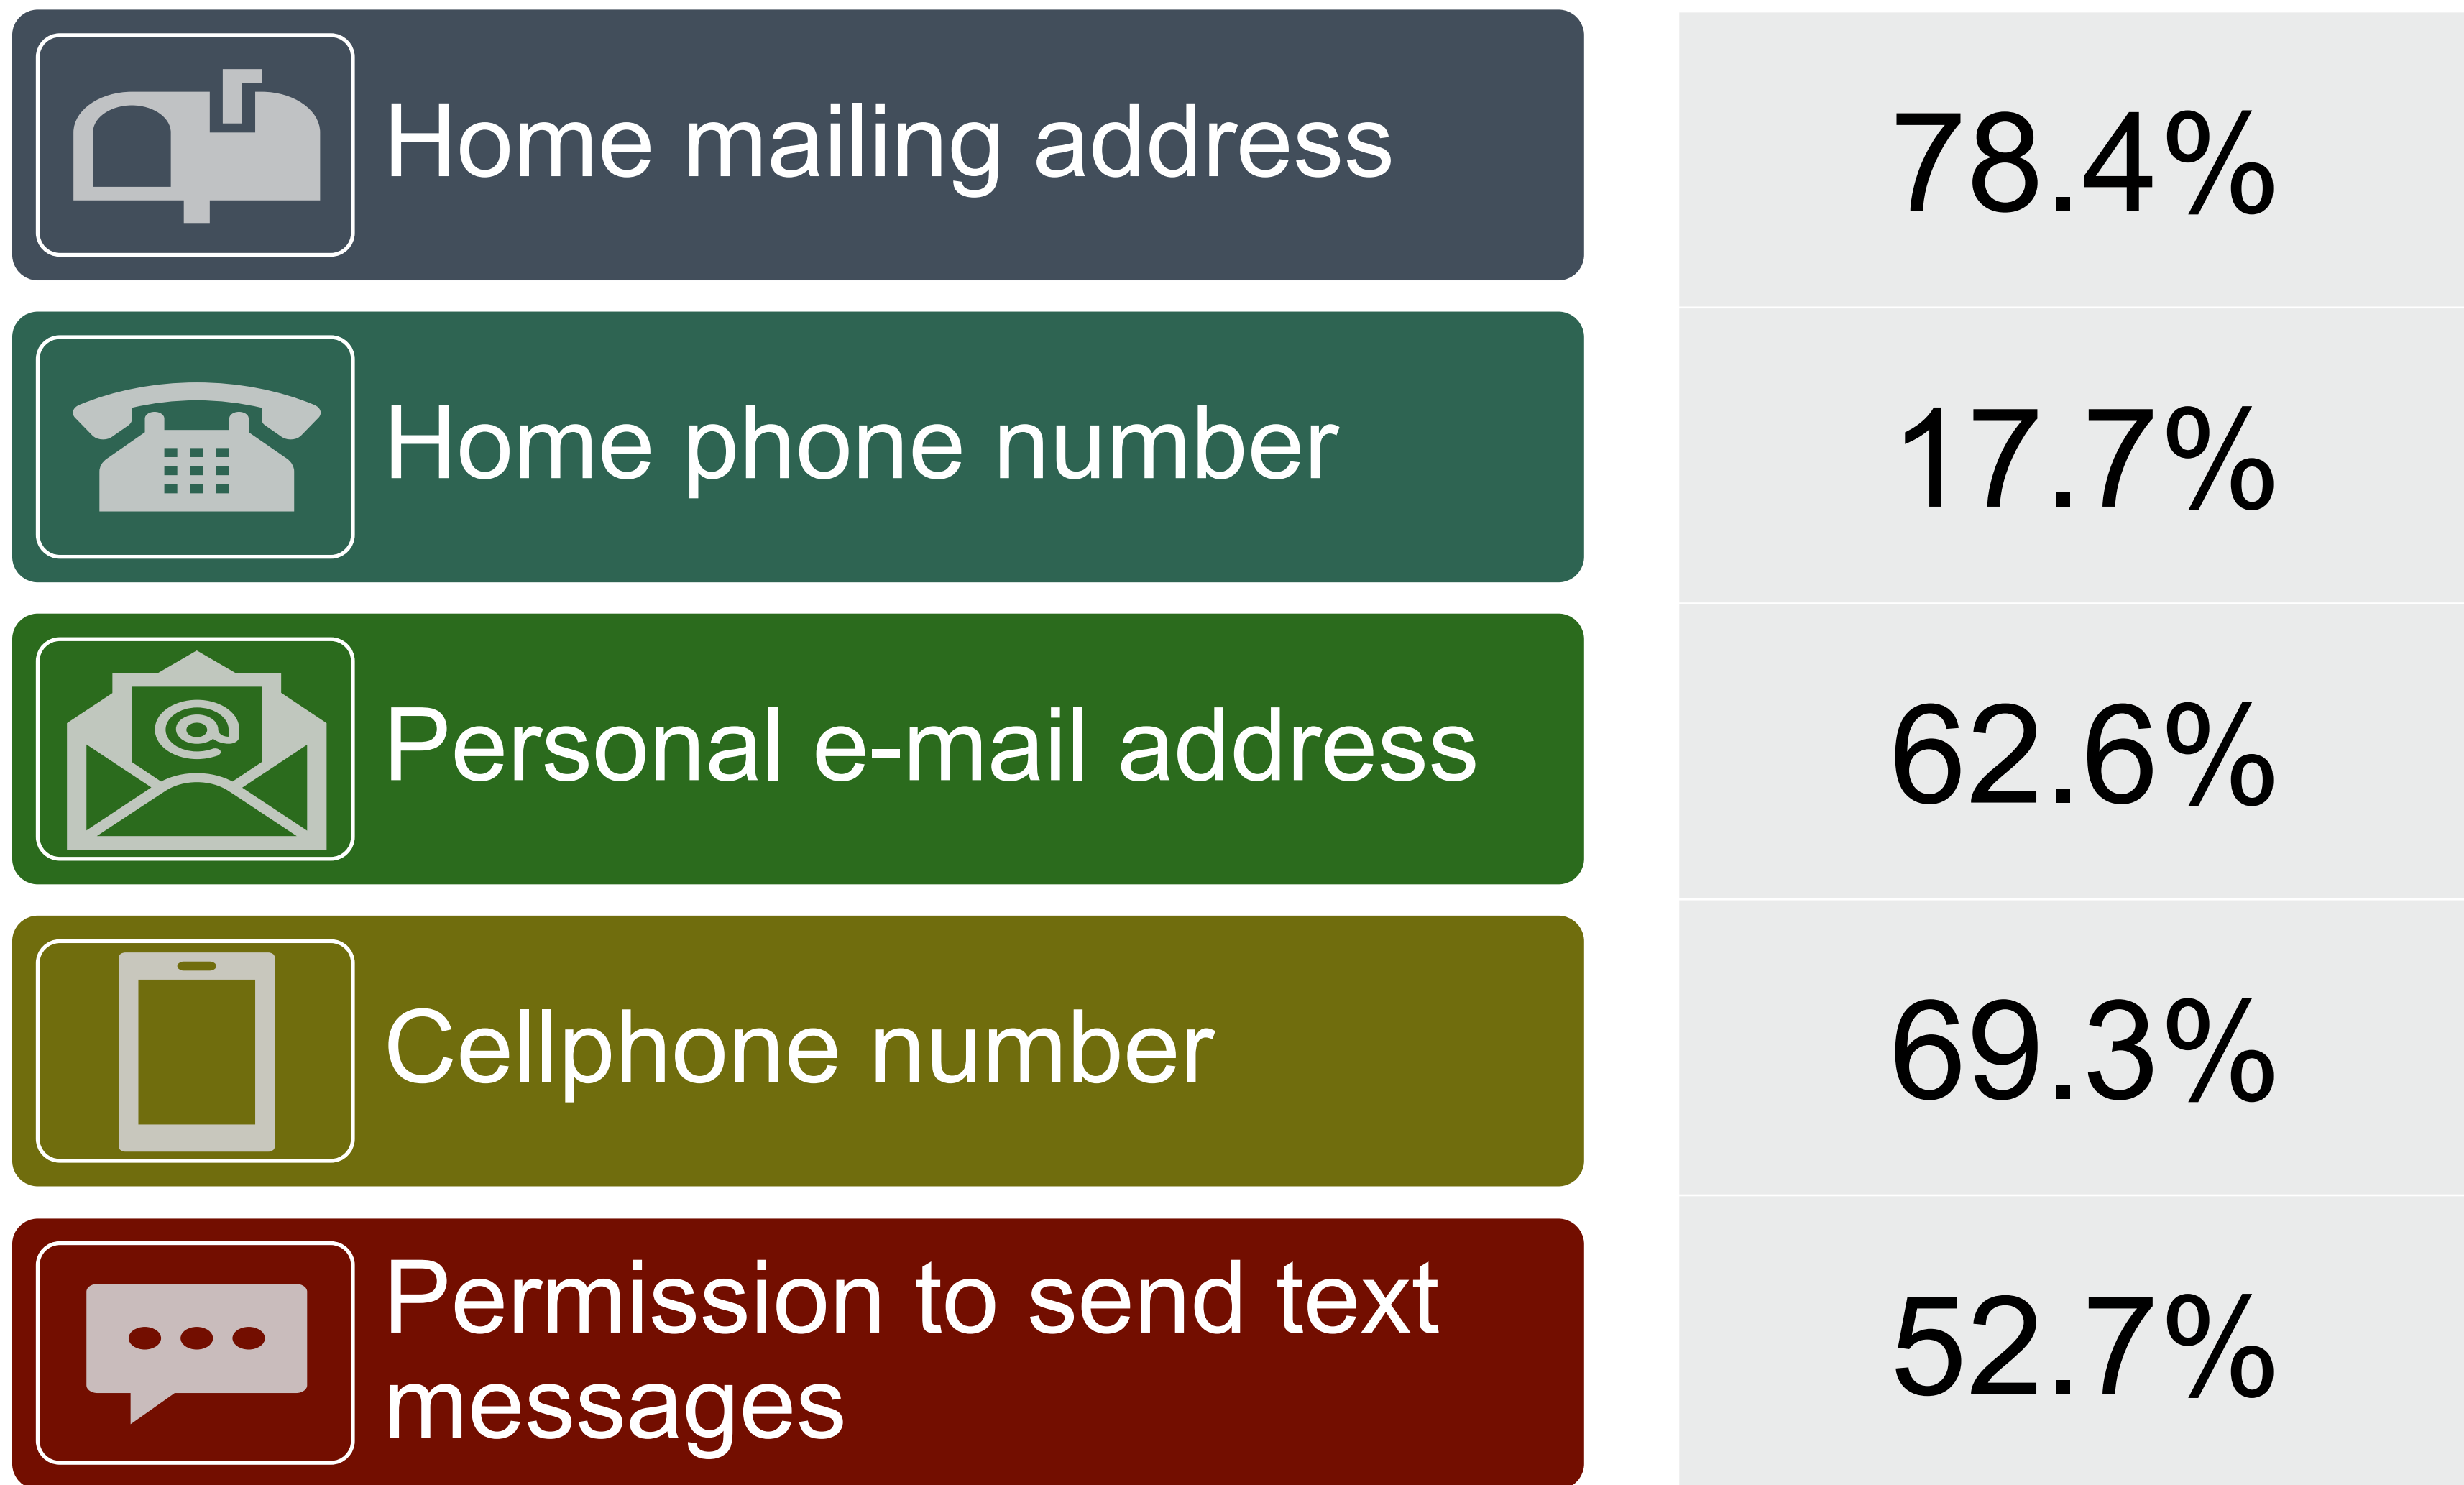 Home mailing address
78.4%
Home phone number
17.7%
Personal e-mail address
62.6%
Cellphone number
69.3%
Permission to send text
messages
52.7%